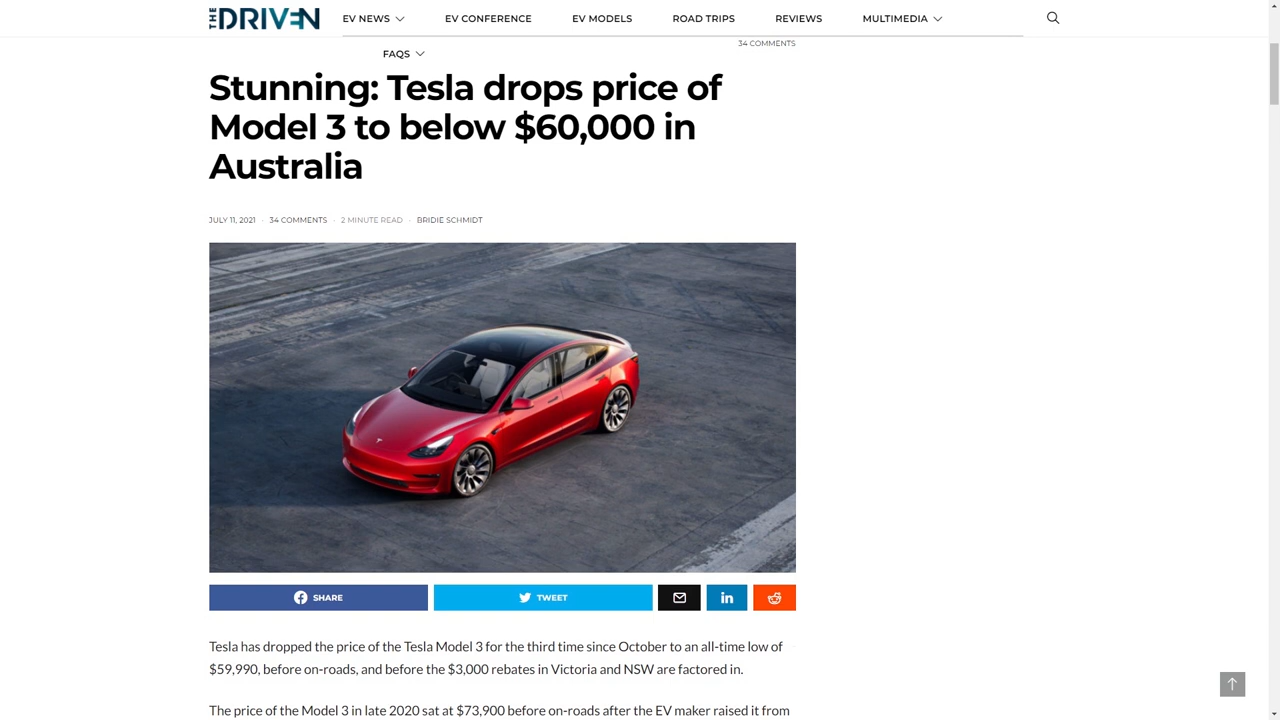 THE DRIVEN
EV NEWS EV CONFERENCE EV MODELS ROAD TRIPS REVIEWS MULTIMEDIA
FAQS
34 COMMENTS
Stunning: Tesla drops price of
Model 3 to below $60,000 in
Australia
JULY 11, 2021 · 34 COMMENTS · 2 MINUTE READ · BRIDIE SCHMIDT
SHARE TWEET
Tesla has dropped the price of the Tesla Model 3 for the third time since October to an all-time low of
$59,990, before on-roads, and before the $3,000 rebates in Victoria and NSW are factored in.
The price of the Model 3 in late 2020 sat at $73,900 before on-roads after the EV maker raised it from